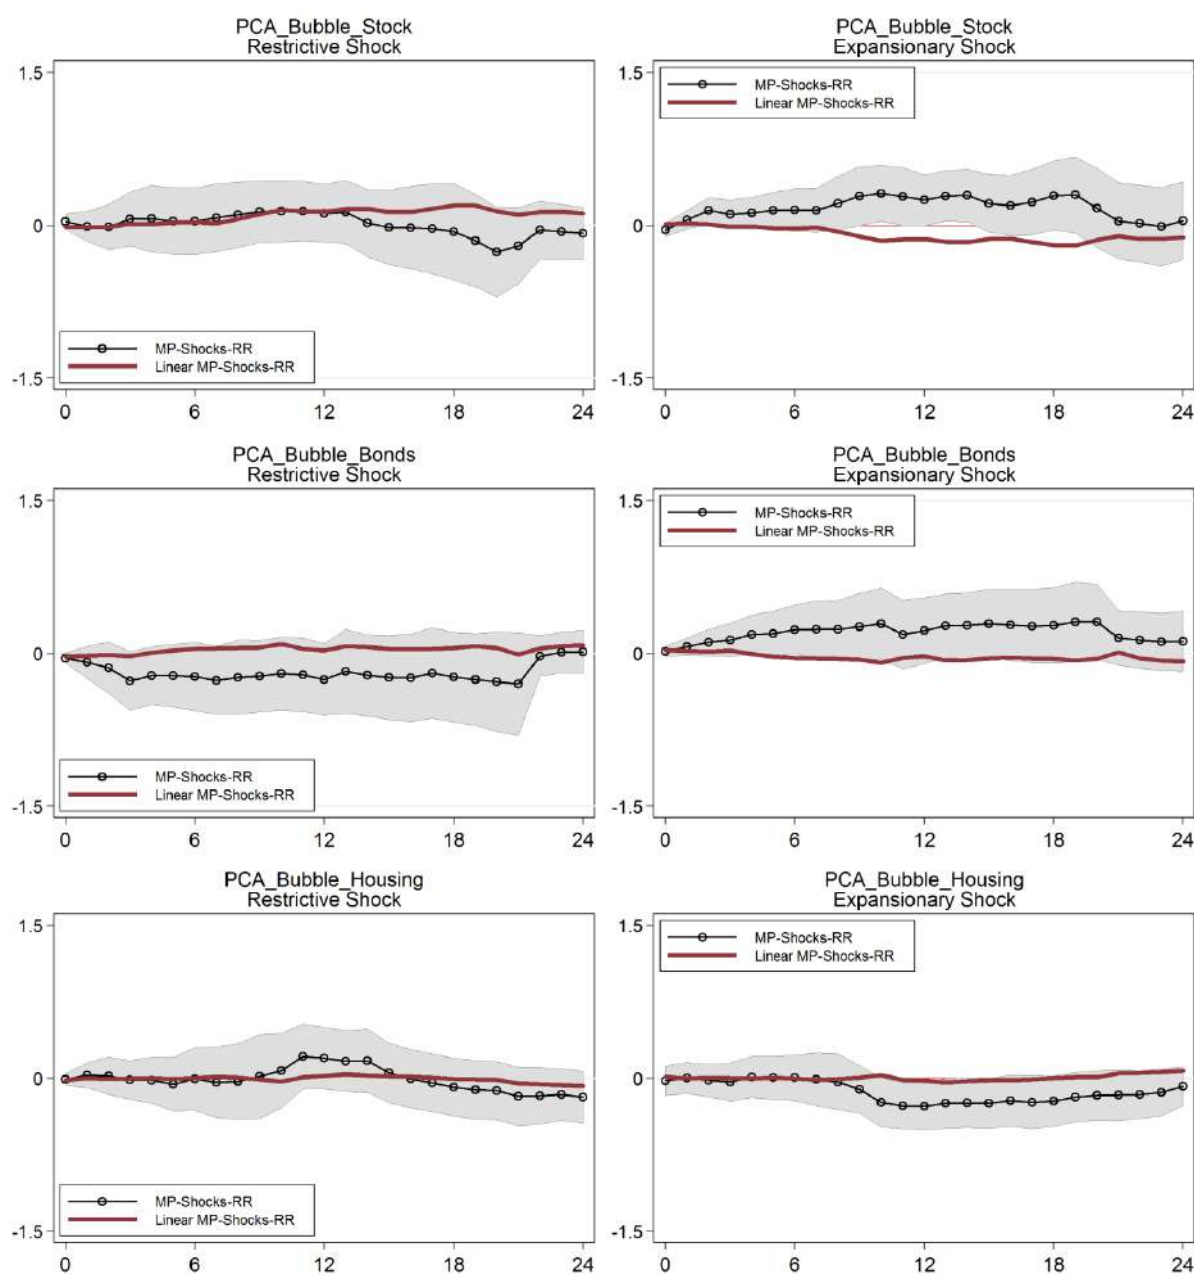 PCA_Bubble_Stock
Restrictive Shock
1.5
0
-1.5
MP-Shocks-RR
Linear MP-Shocks-RR
0 6 12 18 24
PCA_Bubble_Stock
Expansionary Shock
1.5
MP-Shocks-RR
Linear MP-Shocks-RR
0
-1.5
0 6 12 18 24
PCA_Bubble_Bonds
Restrictive Shock
1.5
0
-1.5
MP-Shocks-RR
Linear MP-Shocks-RR
0 6 12 18 24
PCA_Bubble_Bonds
Expansionary Shock
1.5
MP-Shocks-RR
Linear MP-Shocks-RR
0
-1.5
0 6 12 18 24
PCA_Bubble_Housing
Restrictive Shock
1.5
0
MP-Shocks-RR
Linear MP-Shocks-RR
-1.5
0 6 12 18 24
PCA_Bubble_Housing
Expansionary Shock
1.5
MP-Shocks-RR
Linear MP-Shocks-RR
0
-1.5
0 6 12 18 24